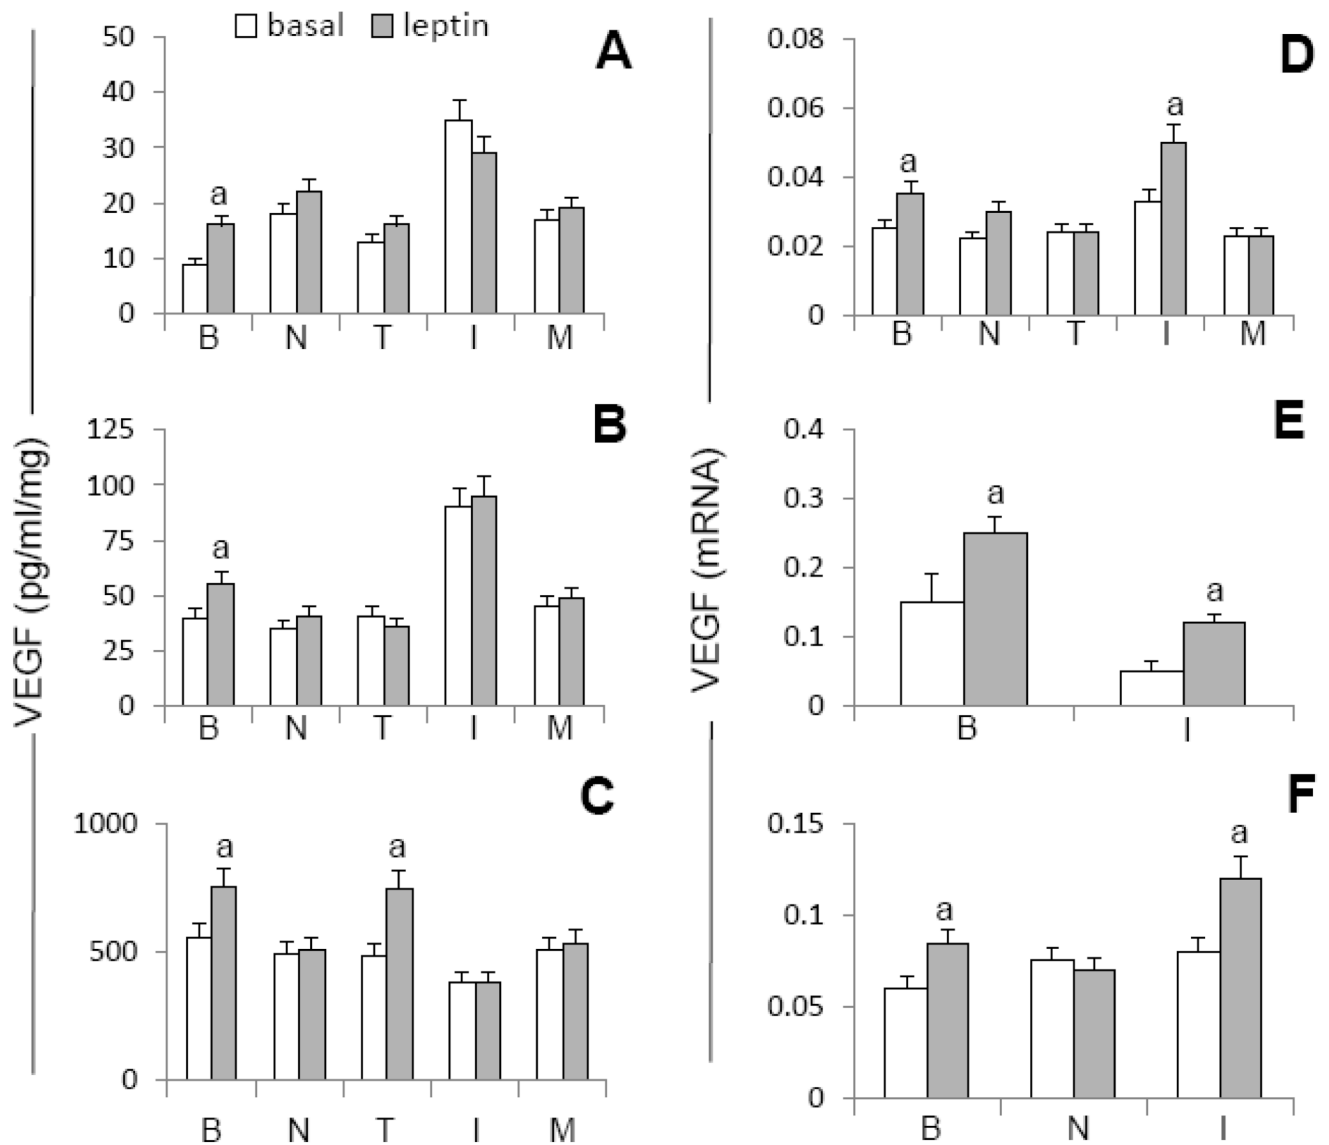 basal leptin
A
VEGF (pg/ml/mg)
50
40
30
20
10
0
a
B N T I M
B
125
100
75
50
25
0
a
B N T I M
C
1000
500
0
a a
B N T I M
D
VEGF (mRNA)
0.08
0.06
0.04
0.02
0
a a
B N T I M
E
0.4
0.3
0.2
0.1
0
a a
B I
F
0.15
0.1
0.05
0
a a
B N I